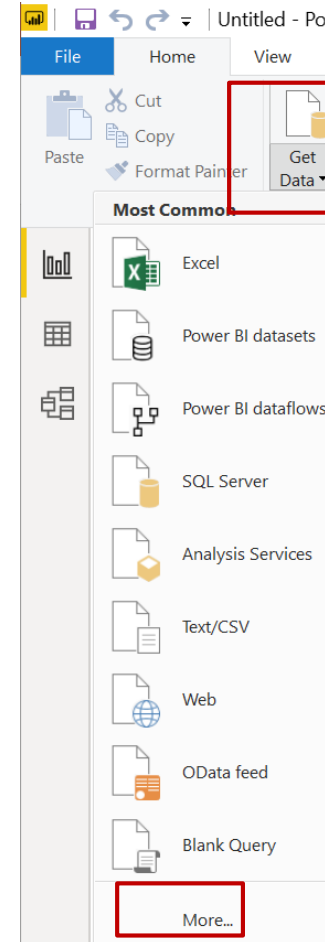 Untitled - Po
File Home View
Cut
Copy
Paste
Format Painter
Get
Data
Most Common
Excel
Power BI datasets
Power BI dataflows
SQL Server
Analysis Services
Text/CSV
Web
OData feed
Blank Query
More...